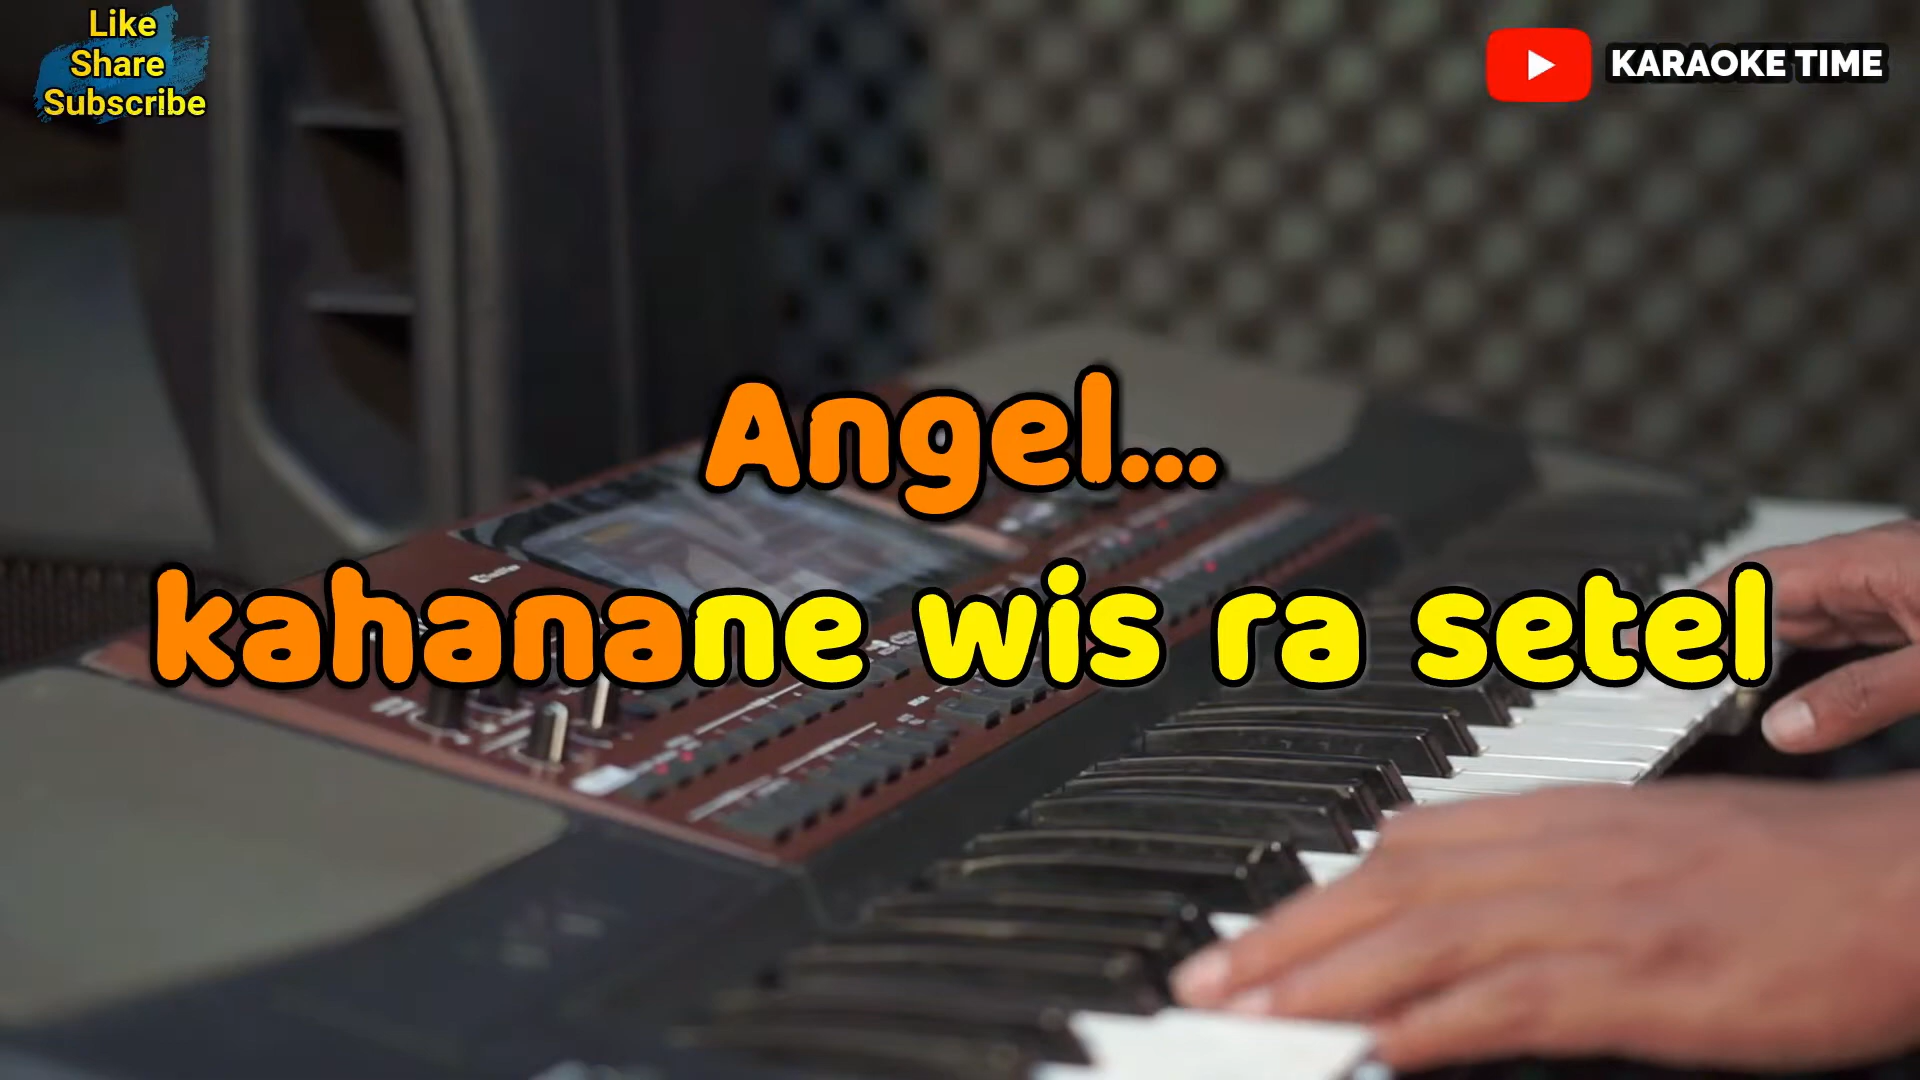 Like
Share
Subscribe
KARAOKE TIME
Angel...
kahanane wis ra setel